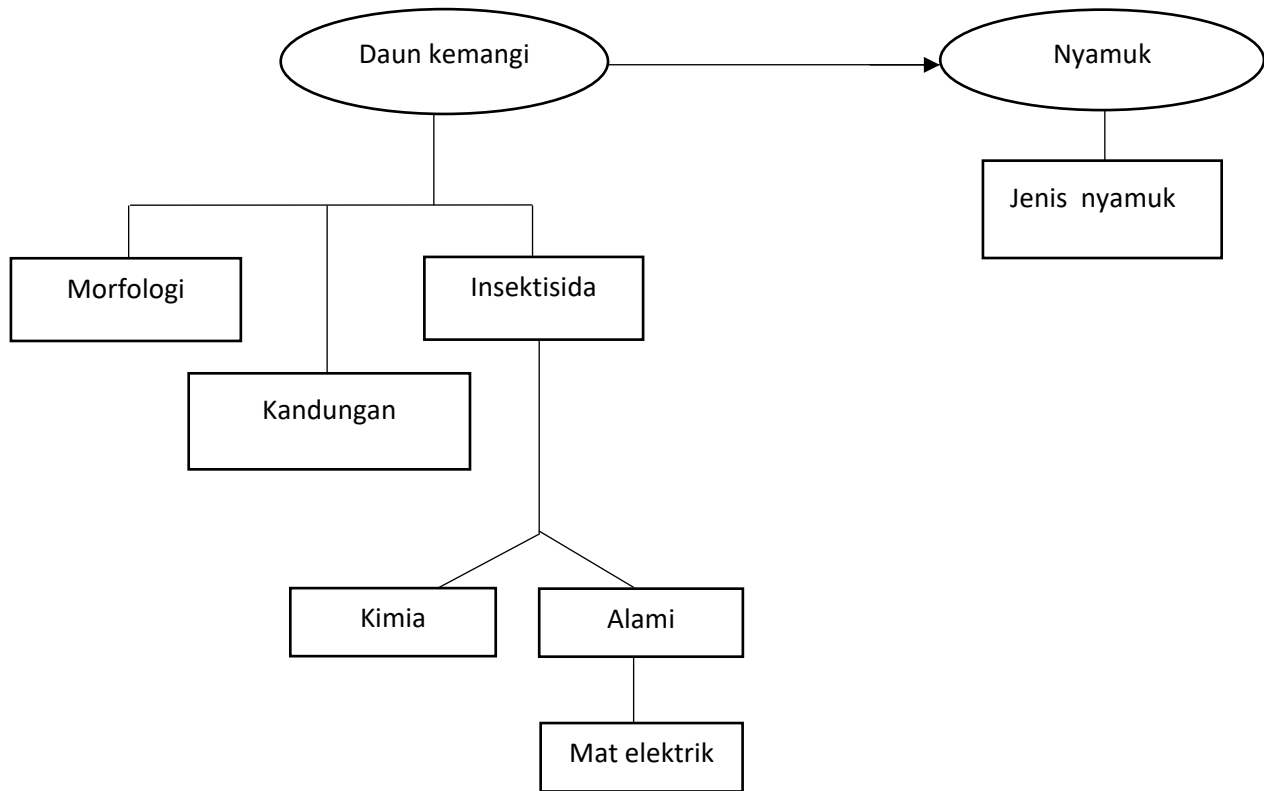 Daun kemangi
Nyamuk
Jenis nyamuk
Morfologi
Insektisida
Kandungan
Kimia
Alami
Mat elektrik